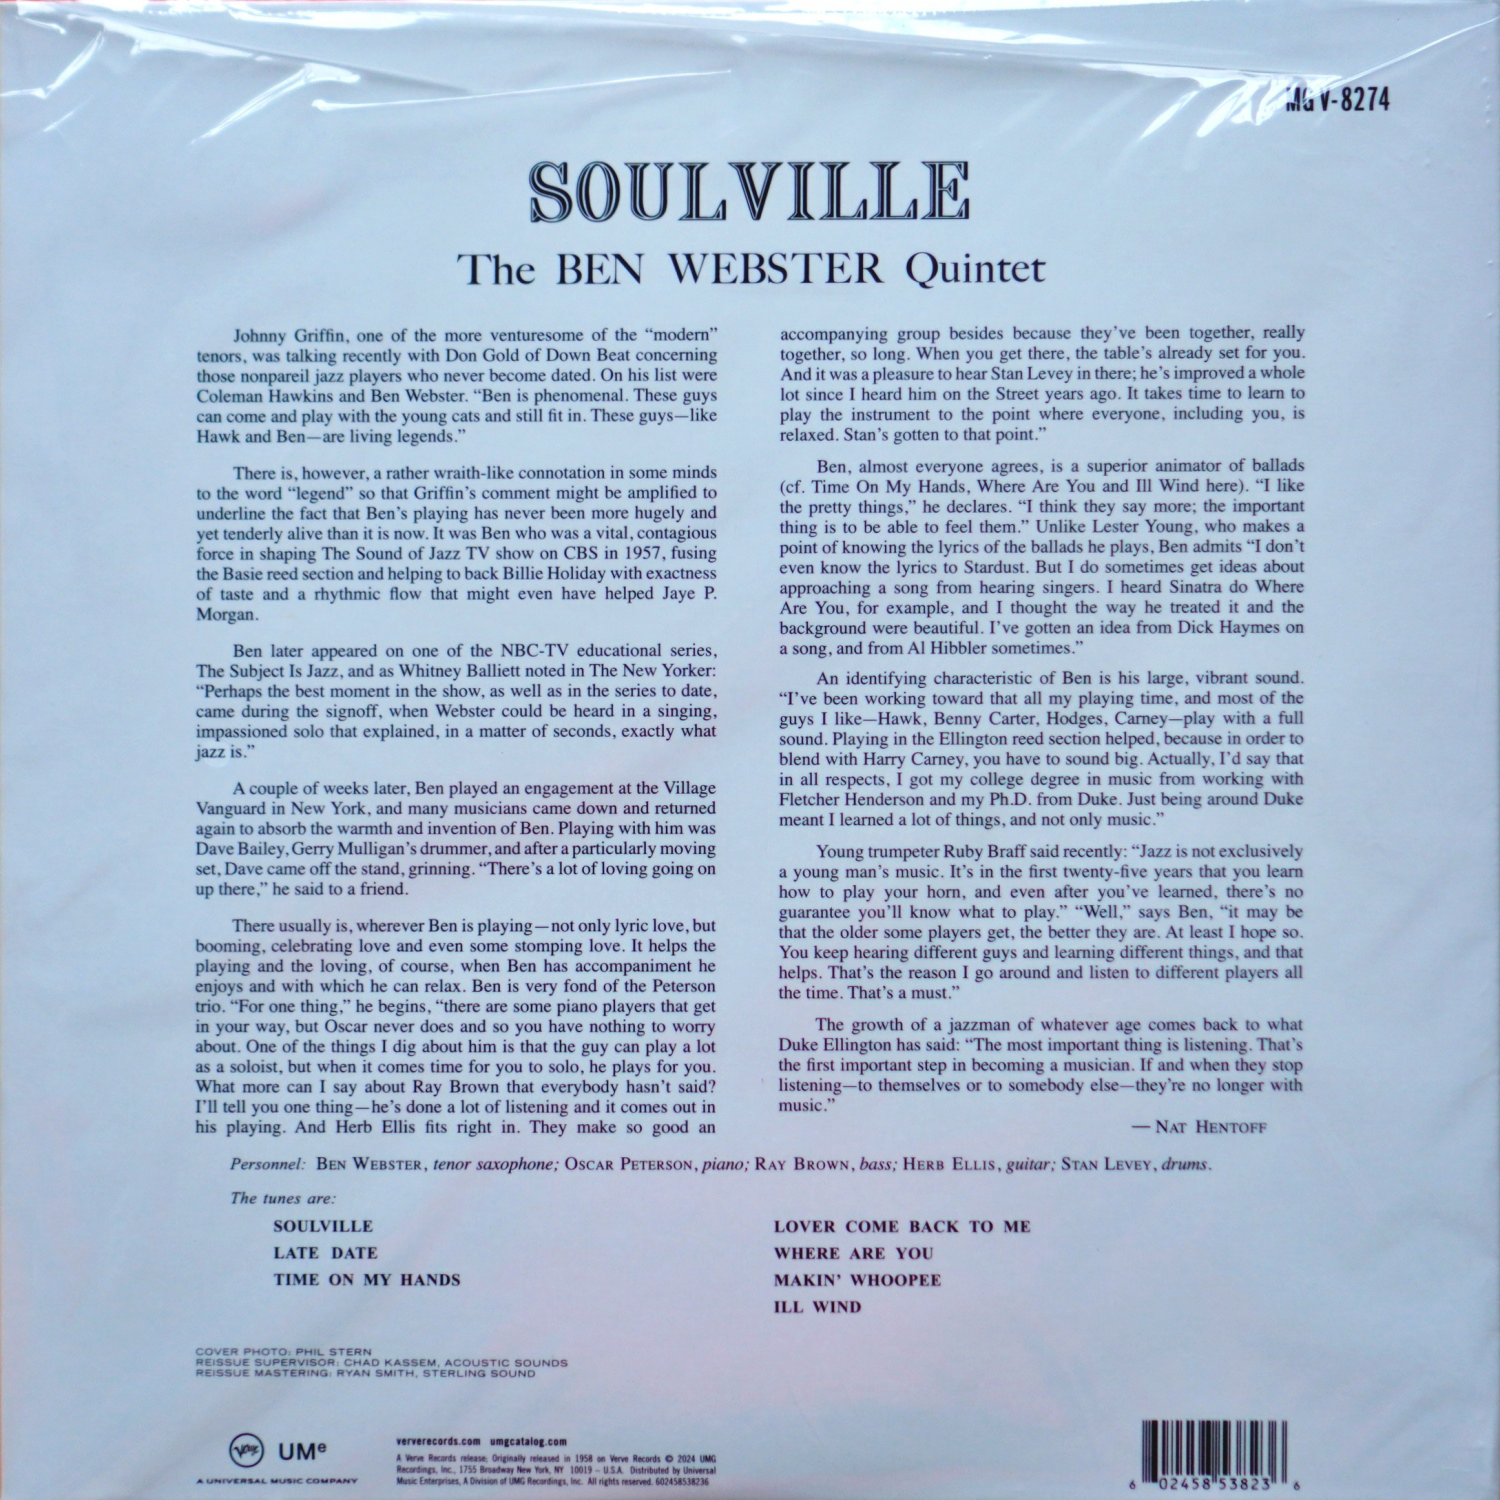 MG V-8274
SOULVILLE
The BEN WEBSTER Quintet
Johnny Griffin, one of the more venturesome of the “modern”
tenors, was talking recently with Don Gold of Down Beat concerning
those nonpareil jazz players who never become dated. On his list were
Coleman Hawkins and Ben Webster. “Ben is phenomenal. These guys
can come and play with the young cats and still fit in. These guys—like
Hawk and Ben—are living legends.”
There is, however, a rather wraith-like connotation in some minds
to the word “legend” so that Griffin’s comment might be amplified to
underline the fact that Ben’s playing has never been more hugely and
yet tenderly alive than it is now. It was Ben who was a vital, contagious
force in shaping The Sound of Jazz TV show on CBS in 1957, fusing
the Basie reed section and helping to back Billie Holiday with exactness
of taste and a rhythmic flow that might even have helped Jaye P.
Morgan.
Ben later appeared on one of the NBC-TV educational series,
The Subject Is Jazz, and as Whitney Balliett noted in The New Yorker:
“Perhaps the best moment in the show, as well as in the series to date,
came during the signoff, when Webster could be heard in a singing,
impassioned solo that explained, in a matter of seconds, exactly what
jazz is.”
A couple of weeks later, Ben played an engagement at the Village
Vanguard in New York, and many musicians came down and returned
again to absorb the warmth and invention of Ben. Playing with him was
Dave Bailey, Gerry Mulligan’s drummer, and after a particularly moving
set, Dave came off the stand, grinning. “There’s a lot of loving going on
up there,” he said to a friend.
There usually is, wherever Ben is playing—not only lyric love, but
booming, celebrating love and even some stomping love. It helps the
playing and the loving, of course, when Ben has accompaniment he
enjoys and with which he can relax. Ben is very fond of the Peterson
trio. “For one thing,” he begins, “there are some piano players that get
in your way, but Oscar never does and so you have nothing to worry
about. One of the things I dig about him is that the guy can play a lot
as a soloist, but when it comes time for you to solo, he plays for you.
What more can I say about Ray Brown that everybody hasn’t said?
I’ll tell you one thing—he’s done a lot of listening and it comes out in
his playing. And Herb Ellis fits right in. They make so good an
accompanying group besides because they’ve been together, really
together, so long. When you get there, the table’s already set for you.
And it was a pleasure to hear Stan Levey in there; he’s improved a whole
lot since I heard him on the Street years ago. It takes time to learn to
play the instrument to the point where everyone, including you, is
relaxed. Stan’s gotten to that point.”
Ben, almost everyone agrees, is a superior animator of ballads
(cf. Time On My Hands, Where Are You and Ill Wind here). “I like
the pretty things,” he declares. “I think they say more; the important
thing is to be able to feel them.” Unlike Lester Young, who makes a
point of knowing the lyrics of the ballads he plays, Ben admits “I don’t
even know the lyrics to Stardust. But I do sometimes get ideas about
approaching a song from hearing singers. I heard Sinatra do Where
Are You, for example, and I thought the way he treated it and the
background were beautiful. I’ve gotten an idea from Dick Haymes on
a song, and from Al Hibbler sometimes.”
An identifying characteristic of Ben is his large, vibrant sound.
“I’ve been working toward that all my playing time, and most of the
guys I like—Hawk, Benny Carter, Hodges, Carney—play with a full
sound. Playing in the Ellington reed section helped, because in order to
blend with Harry Carney, you have to sound big. Actually, I’d say that
in all respects, I got my college degree in music from working with
Fletcher Henderson and my Ph.D. from Duke. Just being around Duke
meant I learned a lot of things, and not only music.”
Young trumpeter Ruby Braff said recently: “Jazz is not exclusively
a young man’s music. It’s in the first twenty-five years that you learn
how to play your horn, and even after you’ve learned, there’s no
guarantee you’ll know what to play.” “Well,” says Ben, “it may be
that the older some players get, the better they are. At least I hope so.
You keep hearing different guys and learning different things, and that
helps. That’s the reason I go around and listen to different players all
the time. That’s a must.”
The growth of a jazzman of whatever age comes back to what
Duke Ellington has said: “The most important thing is listening. That’s
the first important step in becoming a musician. If and when they stop
listening—to themselves or to somebody else—they’re no longer with
music.”
— NAT HENTOFF
Personnel: BEN WEBSTER, tenor saxophone; OSCAR PETERSON, piano; RAY BROWN, bass; HERB ELLIS, guitar; STAN LEVEY, drums.
The tunes are:
SOULVILLE
LATE DATE
TIME ON MY HANDS
LOVER COME BACK TO ME
WHERE ARE YOU
MAKIN’ WHOOPEE
ILL WIND
COVER PHOTO: PHIL STERN
REISSUE SUPERVISOR: CHAD KASSEM, ACOUSTIC SOUNDS
REISSUE MASTERING: RYAN SMITH, STERLING SOUND
Verve
UMe
A UNIVERSAL MUSIC COMPANY
ververecords.com umgcatalog.com
A Verve Records release; Originally released in 1958 on Verve Records © 2024 UMG
Recordings, Inc., 1755 Broadway New York, NY 10019 – U.S.A. Distributed by Universal
Music Enterprises, A Division of UMG Recordings, Inc. All rights reserved. 602458538236
6 02458 53823 6